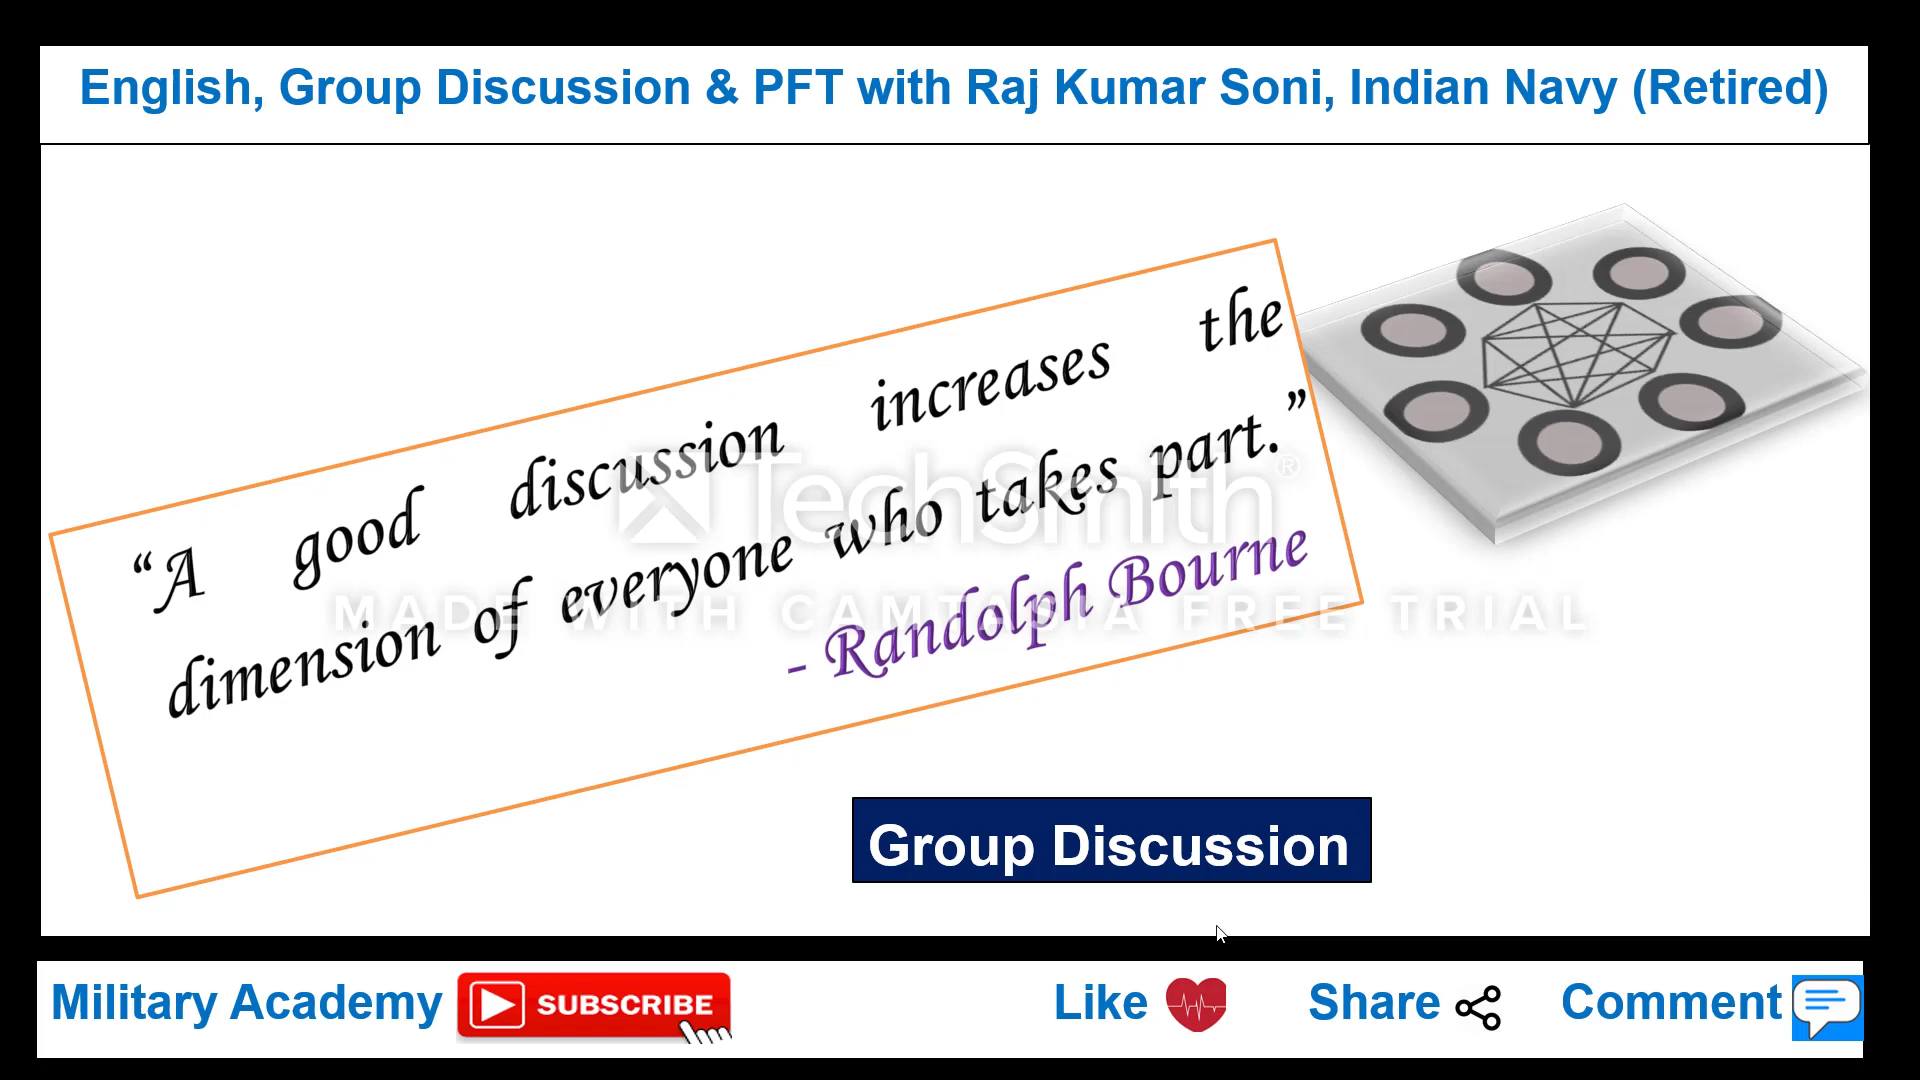 English, Group Discussion & PFT with Raj Kumar Soni, Indian Navy (Retired)
“A good discussion increases the
dimension of everyone who takes part.”
- Randolph Bourne
TechSmith®
MADE WITH CAMTASIA FREE TRIAL
Group Discussion
Military Academy SUBSCRIBE Like Share Comment